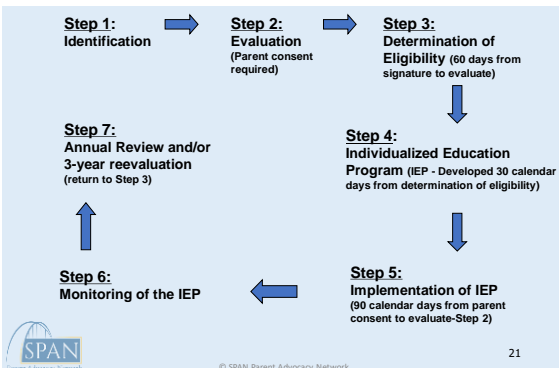 Step 1:
Identification
Step 2:
Evaluation
(Parent consent
required)
Step 3:
Determination of
Eligibility (60 days from
signature to evaluate)
Step 4:
Individualized Education
Program (IEP - Developed 30 calendar
days from determination of eligibility)
Step 5:
Implementation of IEP
(90 calendar days from parent
consent to evaluate-Step 2)
Step 6:
Monitoring of the IEP
Step 7:
Annual Review and/or
3-year reevaluation
(return to Step 3)
SPAN
© SPAN Parent Advocacy Network
21